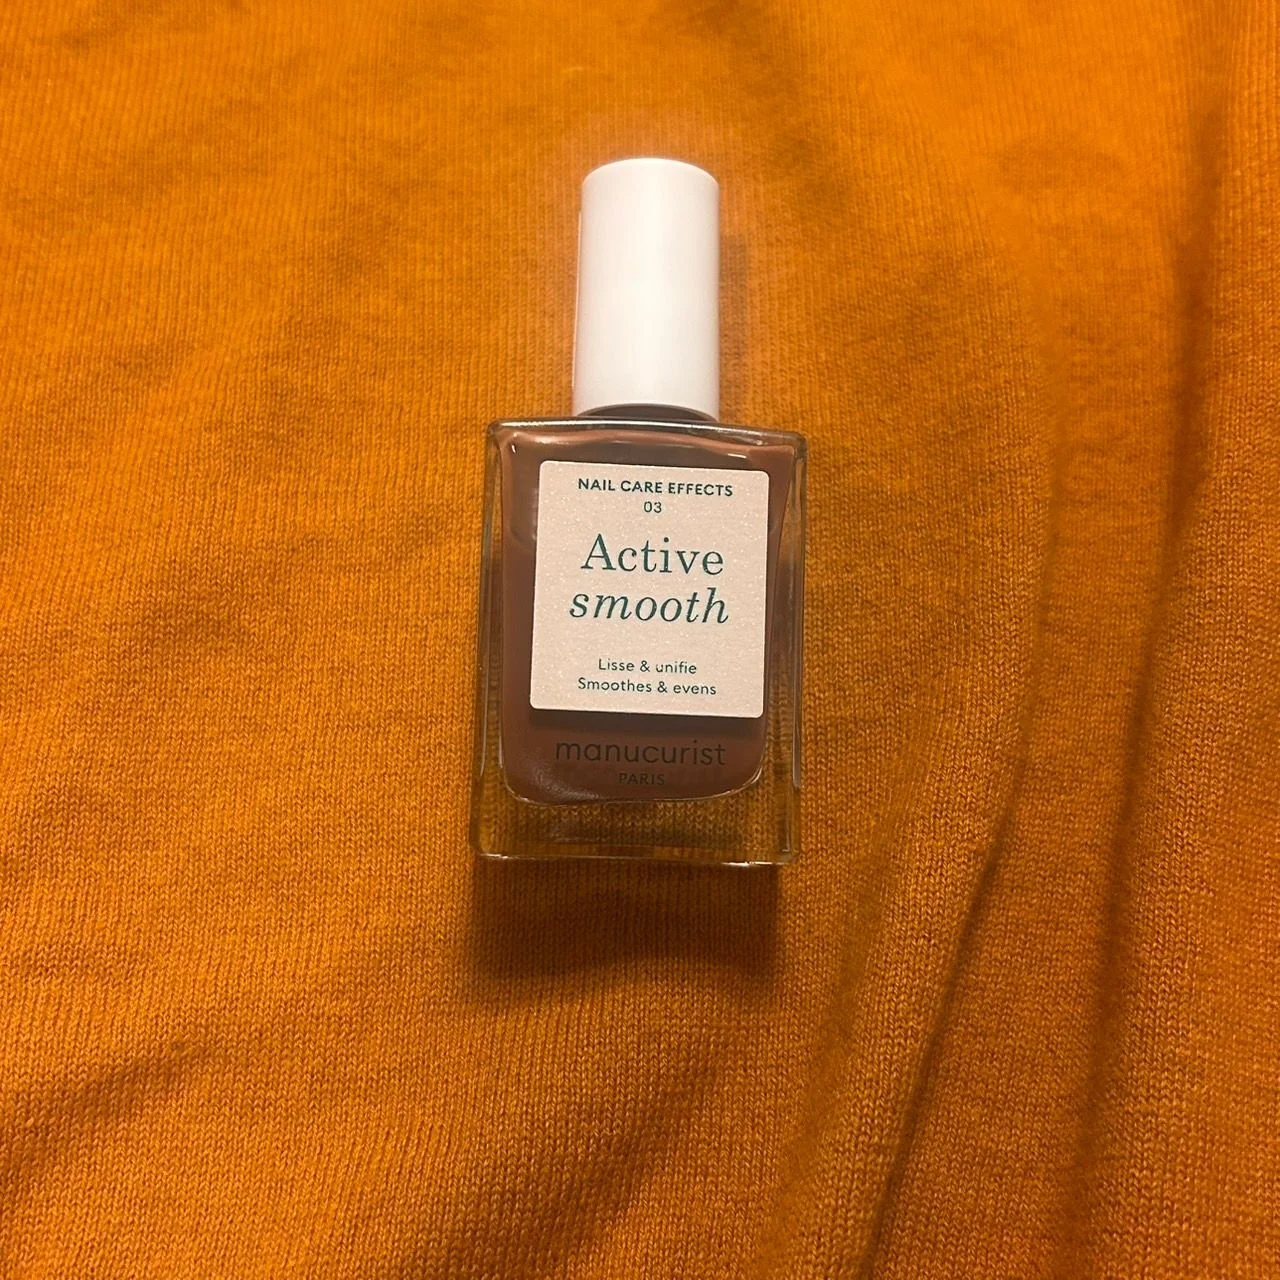 NAIL CARE EFFECTS
03
Active
smooth
Lisse & unifie
Smoothes & evens
manucurist
PARIS